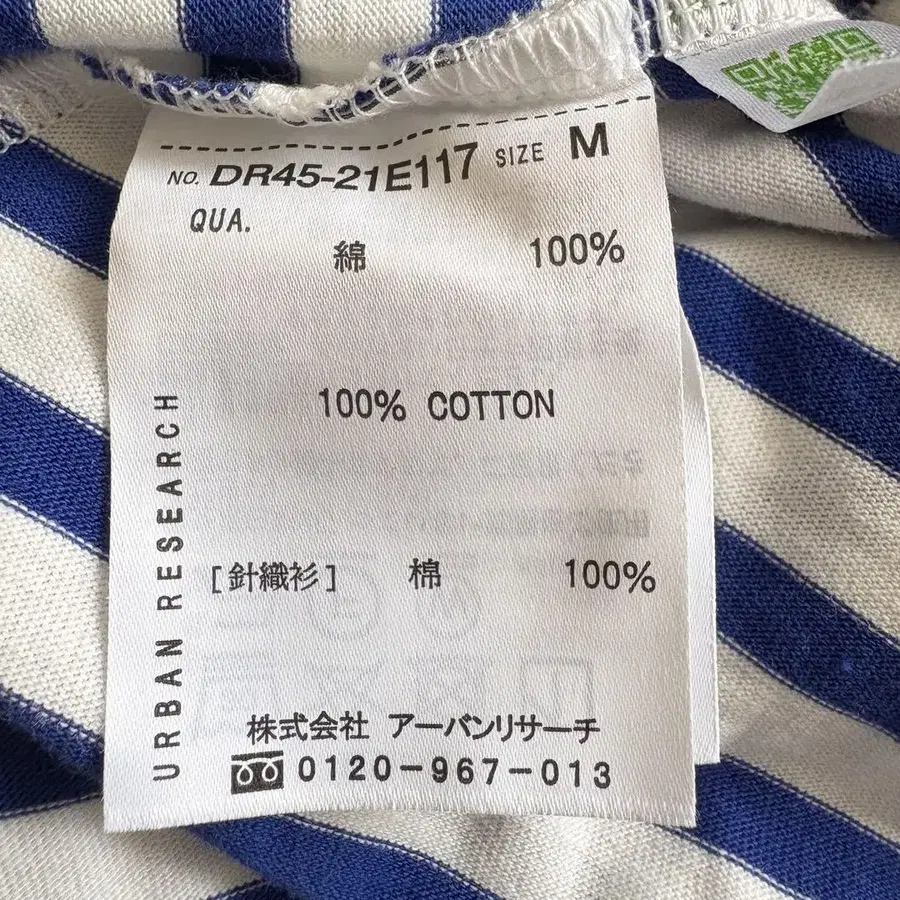 NO. DR45-21E117 SIZE M
QUA.
綿 100%
100% COTTON
[針織衫] 棉 100%
URBAN RESEARCH
株式会社 アーバンリサーチ
0120-967-013